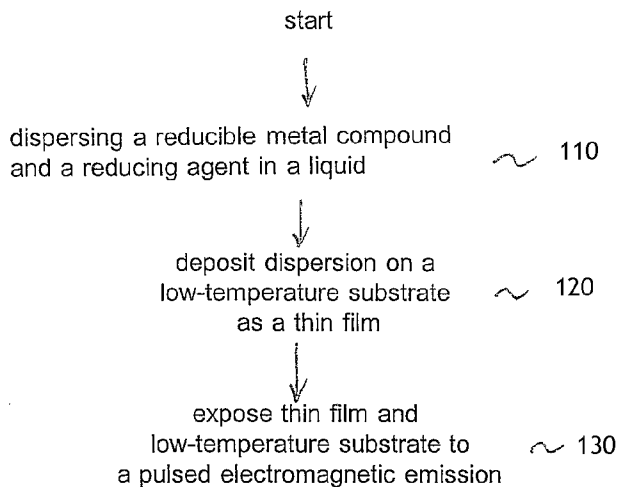 start
dispersing a reducible metal compound
and a reducing agent in a liquid
110
deposit dispersion on a
low-temperature substrate
as a thin film
120
expose thin film and
low-temperature substrate to
a pulsed electromagnetic emission
130